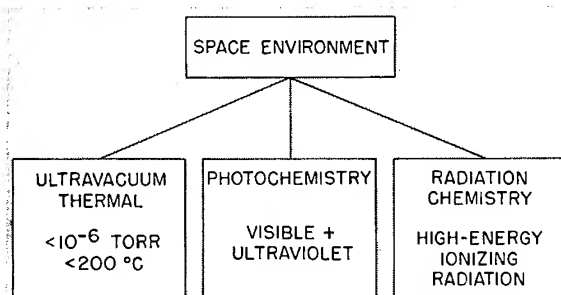 SPACE ENVIRONMENT
ULTRAVACUUM
THERMAL
<10⁻⁶ TORR
<200 °C
PHOTOCHEMISTRY
VISIBLE +
ULTRAVIOLET
RADIATION
CHEMISTRY
HIGH-ENERGY
IONIZING
RADIATION